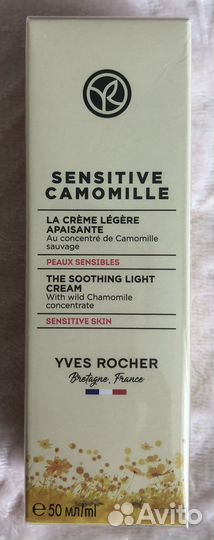 SENSITIVE
CAMOMILLE
LA CRÈME LÉGÈRE
APAISANTE
Au concentré de Camomille
sauvage
PEAUX SENSIBLES
THE SOOTHING LIGHT
CREAM
With wild Chamomile
concentrate
SENSITIVE SKIN
YVES ROCHER
Bretagne, France
℮ 50 мл/ml
Avito